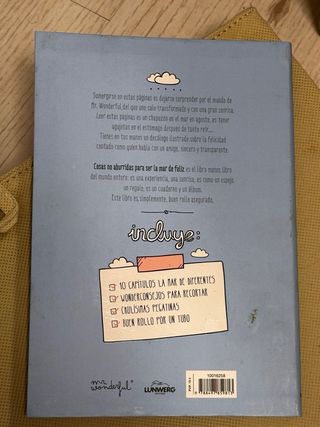 Sumergirse en estas páginas es dejarse sorprender por el mundo de
Mr. Wonderful, del que uno sale transformado y con una gran sonrisa.
Leer estas páginas es un chapuzón en el mar en agosto, es tener
agujetas en el estómago después de tanto reír...
Tienes en tus manos un decálogo ilustrado sobre la felicidad
contado como quien habla con un amigo, sincero y transparente.
Cosas no aburridas para ser la mar de feliz es el libro menos libro
del mundo entero: es una experiencia, una sonrisa; es como un espejo,
un regalo; es un cuaderno y un álbum.
Este libro es, simplemente, buen rollo asegurado.
incluye:
10 CAPÍTULOS LA MAR DE DIFERENTES
WONDERCONSEJOS PARA RECORTAR
CHULÍSIMAS PEGATINAS
BUEN ROLLO POR UN TUBO
mr.
wonderful*
LUNWERG
10016258